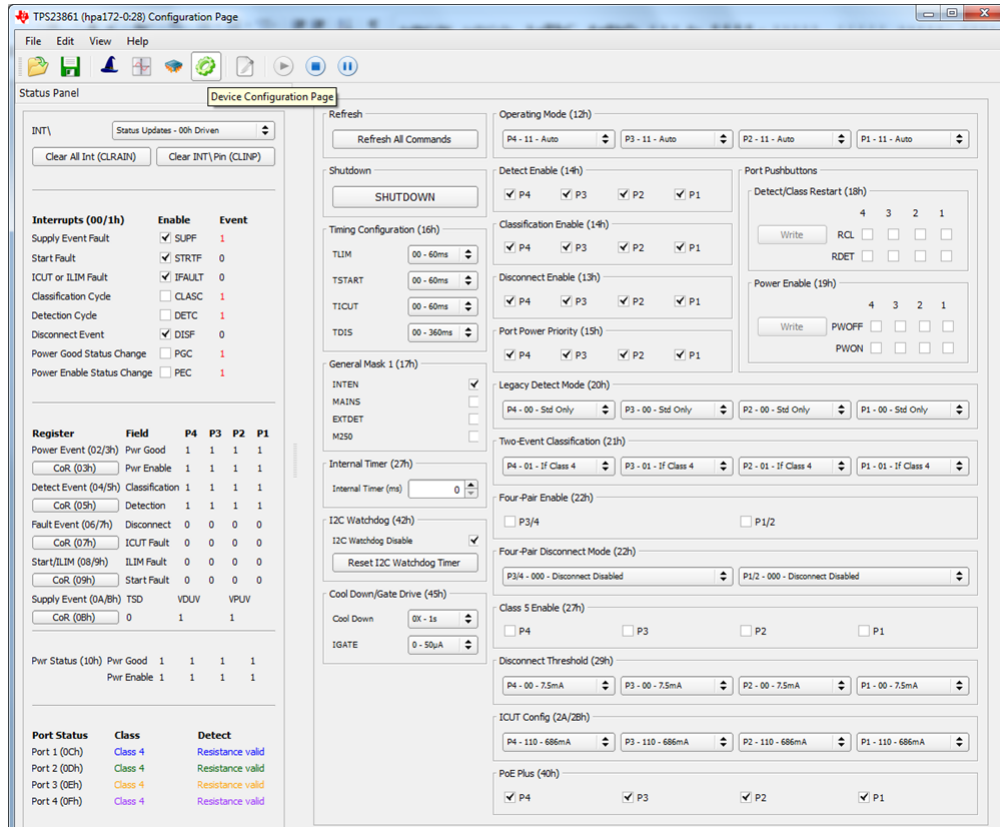 TPS23861 (hpa172-0:28) Configuration Page
File Edit View Help
Status Panel
Device Configuration Page
INT\ Status Updates - 00h Driven
Clear All Int (CLRAIN) Clear INT\ Pin (CLINP)
Interrupts (00/1h) Enable Event
Supply Event Fault SUPF 1
Start Fault STRTF 0
ICUT or ILIM Fault IFAULT 0
Classification Cycle CLASC 1
Detection Cycle DETC 1
Disconnect Event DISF 0
Power Good Status Change PGC 1
Power Enable Status Change PEC 1
Register Field P4 P3 P2 P1
Power Event (02/3h) Pwr Good 1 1 1 1
CoR (03h) Pwr Enable 1 1 1 1
Detect Event (04/5h) Classification 1 1 1 1
CoR (05h) Detection 1 1 1 1
Fault Event (06/7h) Disconnect 0 0 0 0
CoR (07h) ICUT Fault 0 0 0 0
Start/ILIM (08/9h) ILIM Fault 0 0 0 0
CoR (09h) Start Fault 0 0 0 0
Supply Event (0A/Bh) TSD VDUV VPUV
CoR (0Bh) 0 1 1
Pwr Status (10h) Pwr Good 1 1 1 1
Pwr Enable 1 1 1 1
Port Status Class Detect
Port 1 (0Ch) Class 4 Resistance valid
Port 2 (0Dh) Class 4 Resistance valid
Port 3 (0Eh) Class 4 Resistance valid
Port 4 (0Fh) Class 4 Resistance valid
Refresh
Refresh All Commands
Shutdown
SHUTDOWN
Timing Configuration (16h)
TLIM 00 - 60ms
TSTART 00 - 60ms
TICUT 00 - 60ms
TDIS 00 - 360ms
General Mask 1 (17h)
INTEN
MAINS
EXTDET
M250
Internal Timer (27h)
Internal Timer (ms) 0
I2C Watchdog (42h)
I2C Watchdog Disable
Reset I2C Watchdog Timer
Cool Down/Gate Drive (45h)
Cool Down 0X - 1s
IGATE 0 - 50µA
Operating Mode (12h)
P4 - 11 - Auto P3 - 11 - Auto P2 - 11 - Auto P1 - 11 - Auto
Detect Enable (14h)
P4 P3 P2 P1
Classification Enable (14h)
P4 P3 P2 P1
Disconnect Enable (13h)
P4 P3 P2 P1
Port Power Priority (15h)
P4 P3 P2 P1
Port Pushbuttons
Detect/Class Restart (18h)
4 3 2 1
Write RCL
RDET
Power Enable (19h)
4 3 2 1
Write PWOFF
PWON
Legacy Detect Mode (20h)
P4 - 00 - Std Only P3 - 00 - Std Only P2 - 00 - Std Only P1 - 00 - Std Only
Two-Event Classification (21h)
P4 - 01 - If Class 4 P3 - 01 - If Class 4 P2 - 01 - If Class 4 P1 - 01 - If Class 4
Four-Pair Enable (22h)
P3/4 P1/2
Four-Pair Disconnect Mode (22h)
P3/4 - 000 - Disconnect Disabled P1/2 - 000 - Disconnect Disabled
Class 5 Enable (27h)
P4 P3 P2 P1
Disconnect Threshold (29h)
P4 - 00 - 7.5mA P3 - 00 - 7.5mA P2 - 00 - 7.5mA P1 - 00 - 7.5mA
ICUT Config (2A/2Bh)
P4 - 110 - 686mA P3 - 110 - 686mA P2 - 110 - 686mA P1 - 110 - 686mA
PoE Plus (40h)
P4 P3 P2 P1